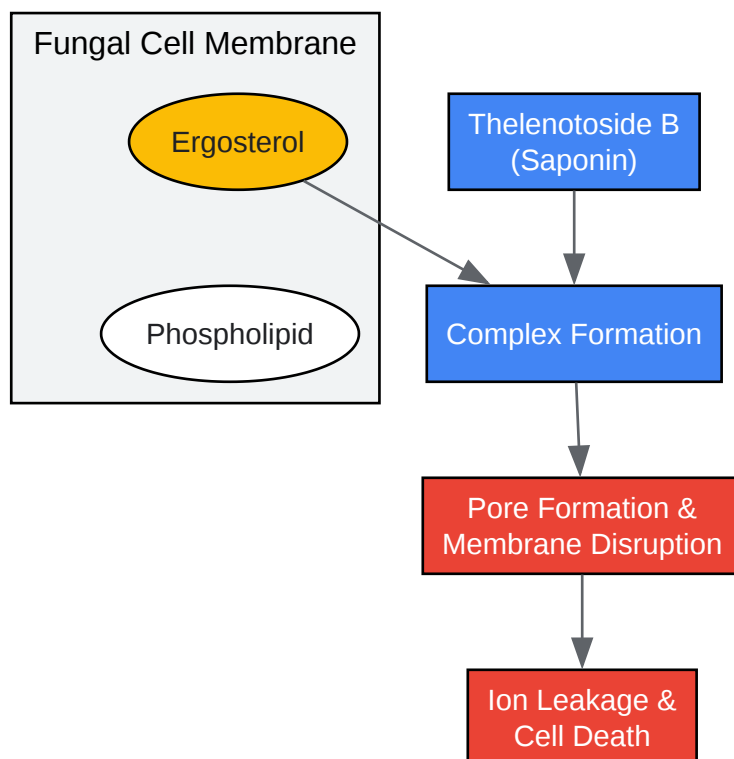 Fungal Cell Membrane
Ergosterol
Thelenotoside B
(Saponin)
Phospholipid
Complex Formation
Pore Formation &
Membrane Disruption
Ion Leakage &
Cell Death